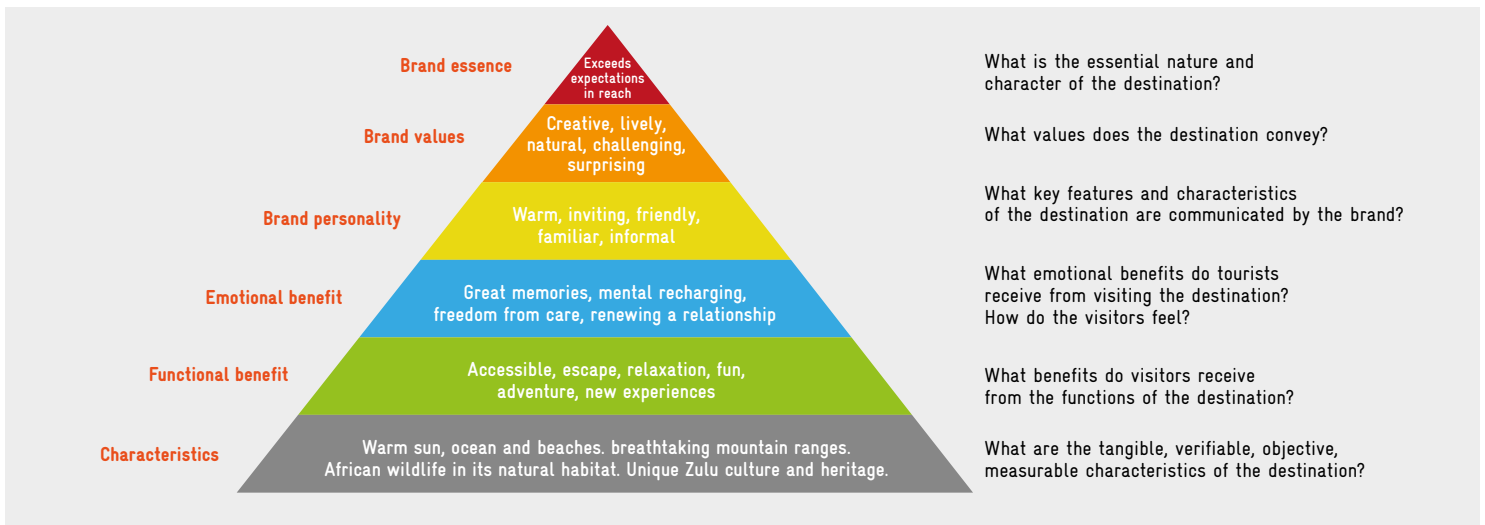 Brand essence
Exceeds
expectations
in reach
What is the essential nature and
character of the destination?
Brand values
Creative, lively,
natural, challenging,
surprising
What values does the destination convey?
Brand personality
Warm, inviting, friendly,
familiar, informal
What key features and characteristics
of the destination are communicated by the brand?
Emotional benefit
Great memories, mental recharging,
freedom from care, renewing a relationship
What emotional benefits do tourists
receive from visiting the destination?
How do the visitors feel?
Functional benefit
Accessible, escape, relaxation, fun,
adventure, new experiences
What benefits do visitors receive
from the functions of the destination?
Characteristics
Warm sun, ocean and beaches. breathtaking mountain ranges.
African wildlife in its natural habitat. Unique Zulu culture and heritage.
What are the tangible, verifiable, objective,
measurable characteristics of the destination?